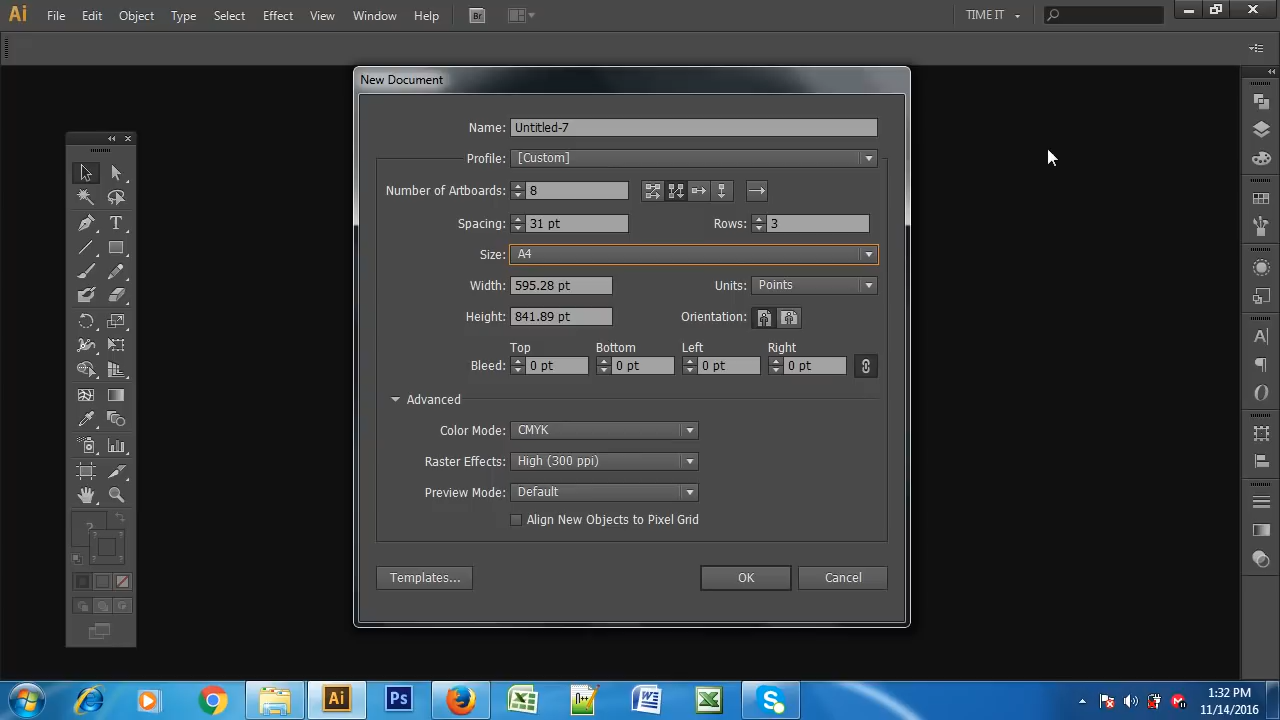 Ai File Edit Object Type Select Effect View Window Help Br TIME IT
New Document
Name: Untitled-7
Profile: [Custom]
Number of Artboards: 8
Spacing: 31 pt Rows: 3
Size: A4
Width: 595.28 pt Units: Points
Height: 841.89 pt Orientation:
Top Bottom Left Right
Bleed: 0 pt 0 pt 0 pt 0 pt
Advanced
Color Mode: CMYK
Raster Effects: High (300 ppi)
Preview Mode: Default
Align New Objects to Pixel Grid
Templates... OK Cancel
Ai Ps 1:32 PM
11/14/2016